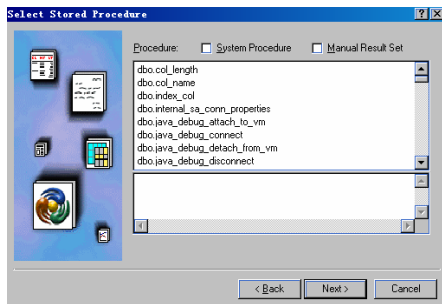 Select Stored Procedure
Procedure: System Procedure Manual Result Set
dbo.col_length
dbo.col_name
dbo.index_col
dbo.internal_sa_conn_properties
dbo.java_debug_attach_to_vm
dbo.java_debug_connect
dbo.java_debug_detach_from_vm
dbo.java_debug_disconnect
< Back Next > Cancel